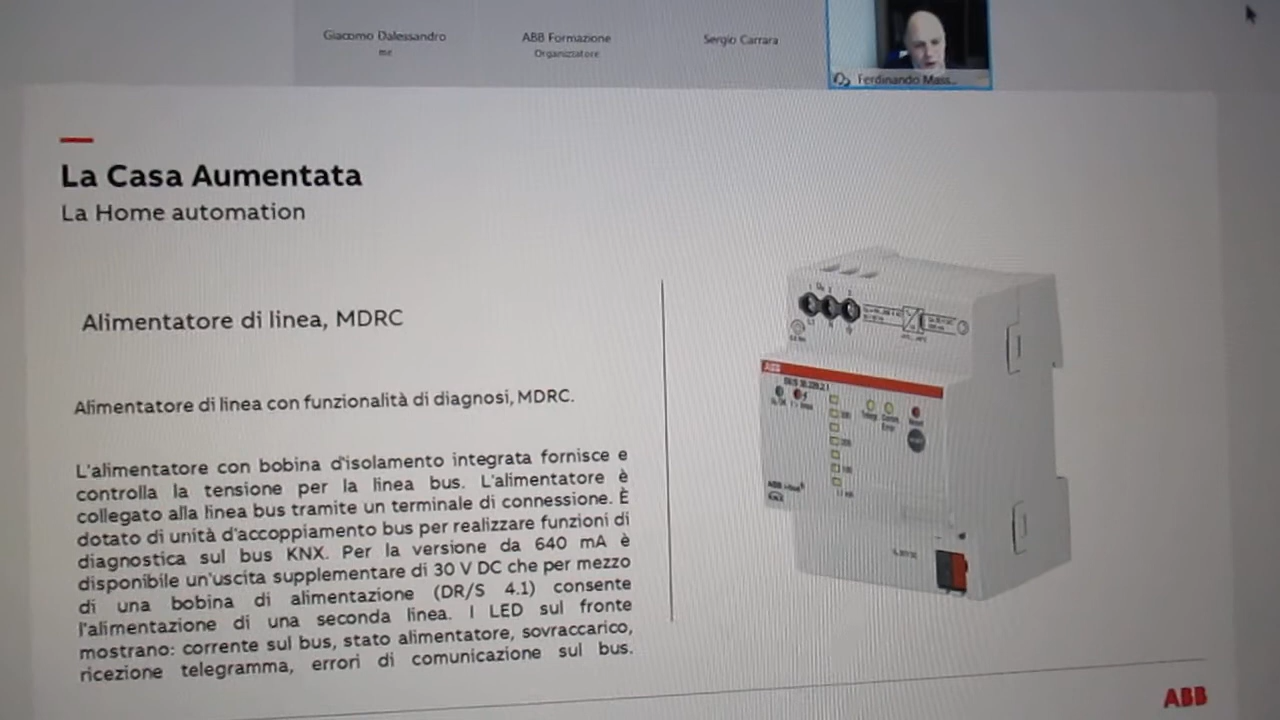 Giacomo Dalessandro
me
ABB Formazione
Organizzatore
Sergio Carrara
Ferdinando Mass...
La Casa Aumentata
La Home automation
Alimentatore di linea, MDRC
Alimentatore di linea con funzionalità di diagnosi, MDRC.
L'alimentatore con bobina d'isolamento integrata fornisce e
controlla la tensione per la linea bus. L'alimentatore è
collegato alla linea bus tramite un terminale di connessione. È
dotato di unità d'accoppiamento bus per realizzare funzioni di
diagnostica sul bus KNX. Per la versione da 640 mA è
disponibile un'uscita supplementare di 30 V DC che per mezzo
di una bobina di alimentazione (DR/S 4.1) consente
l'alimentazione di una seconda linea. I LED sul fronte
mostrano: corrente sul bus, stato alimentatore, sovraccarico,
ricezione telegramma, errori di comunicazione sul bus.
ABB
ABB